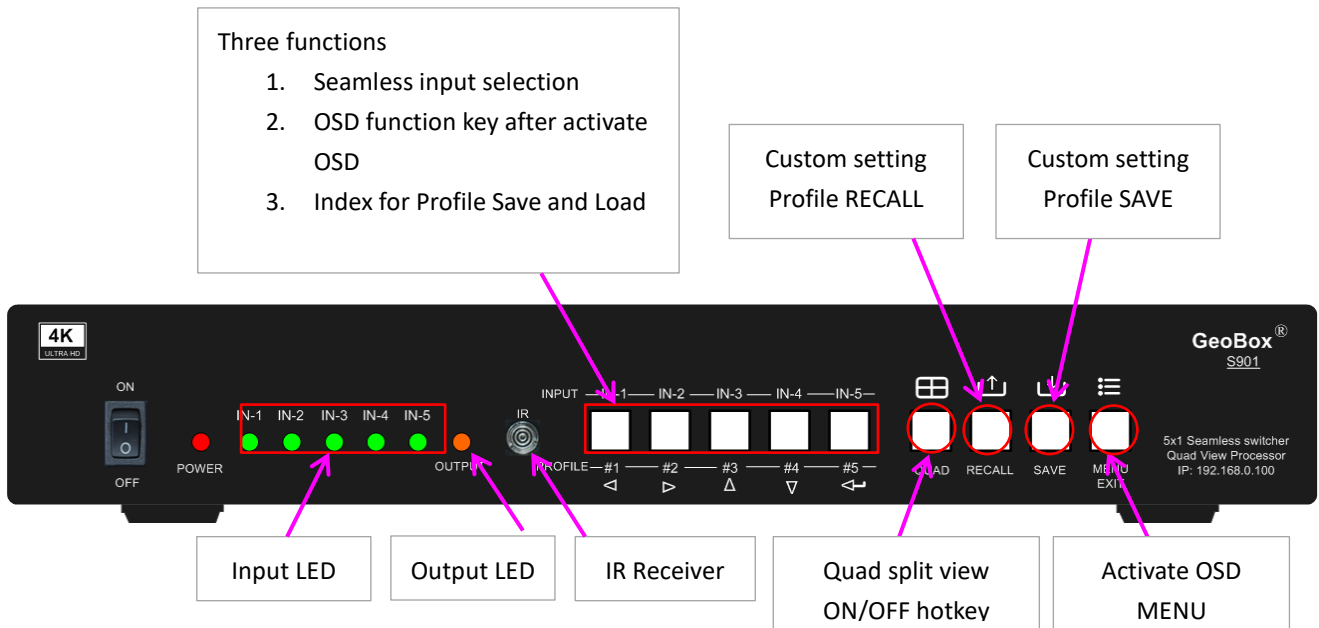 Three functions
1. Seamless input selection
2. OSD function key after activate
OSD
3. Index for Profile Save and Load
Custom setting
Profile RECALL
Custom setting
Profile SAVE
4K
ULTRA HD
GeoBox®
S901
ON
OFF
POWER
IN-1 IN-2 IN-3 IN-4 IN-5
OUTPUT
IR
INPUT IN-1 IN-2 IN-3 IN-4 IN-5
PROFILE #1 #2 #3 #4 #5
QUAD
RECALL
SAVE
MENU
EXIT
5x1 Seamless switcher
Quad View Processor
IP: 192.168.0.100
Input LED
Output LED
IR Receiver
Quad split view
ON/OFF hotkey
Activate OSD
MENU